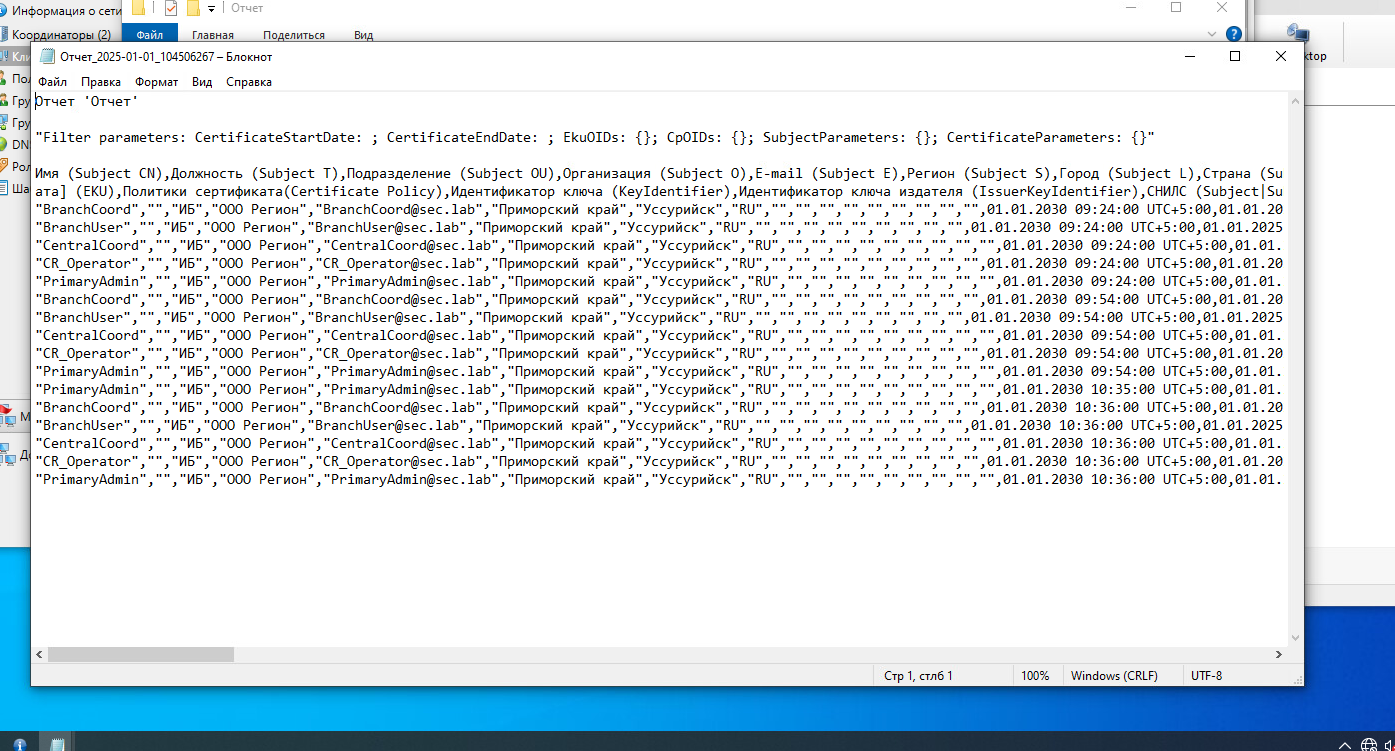 Информация о сети
Отчет
Координаторы (2)
Файл Главная Поделиться Вид
Отчет_2025-01-01_104506267 – Блокнот
Файл Правка Формат Вид Справка
Отчет 'Отчет'
"Filter parameters: CertificateStartDate: ; CertificateEndDate: ; EkuOIDs: {}; CpOIDs: {}; SubjectParameters: {}; CertificateParameters: {}"
Имя (Subject CN),Должность (Subject T),Подразделение (Subject OU),Организация (Subject O),E-mail (Subject E),Регион (Subject S),Город (Subject L),Страна (Su
ата] (EKU),Политики сертификата(Certificate Policy),Идентификатор ключа (KeyIdentifier),Идентификатор ключа издателя (IssuerKeyIdentifier),СНИЛС (Subject|Su
"BranchCoord","","ИБ","ООО Регион","BranchCoord@sec.lab","Приморский край","Уссурийск","RU","","","","","","","","",01.01.2030 09:24:00 UTC+5:00,01.01.20
"BranchUser","","ИБ","ООО Регион","BranchUser@sec.lab","Приморский край","Уссурийск","RU","","","","","","","","",01.01.2030 09:24:00 UTC+5:00,01.01.2025
"CentralCoord","","ИБ","ООО Регион","CentralCoord@sec.lab","Приморский край","Уссурийск","RU","","","","","","","","",01.01.2030 09:24:00 UTC+5:00,01.01.
"CR_Operator","","ИБ","ООО Регион","CR_Operator@sec.lab","Приморский край","Уссурийск","RU","","","","","","","","",01.01.2030 09:24:00 UTC+5:00,01.01.20
"PrimaryAdmin","","ИБ","ООО Регион","PrimaryAdmin@sec.lab","Приморский край","Уссурийск","RU","","","","","","","","",01.01.2030 09:24:00 UTC+5:00,01.01.
"BranchCoord","","ИБ","ООО Регион","BranchCoord@sec.lab","Приморский край","Уссурийск","RU","","","","","","","","",01.01.2030 09:54:00 UTC+5:00,01.01.20
"BranchUser","","ИБ","ООО Регион","BranchUser@sec.lab","Приморский край","Уссурийск","RU","","","","","","","","",01.01.2030 09:54:00 UTC+5:00,01.01.2025
"CentralCoord","","ИБ","ООО Регион","CentralCoord@sec.lab","Приморский край","Уссурийск","RU","","","","","","","","",01.01.2030 09:54:00 UTC+5:00,01.01.
"CR_Operator","","ИБ","ООО Регион","CR_Operator@sec.lab","Приморский край","Уссурийск","RU","","","","","","","","",01.01.2030 09:54:00 UTC+5:00,01.01.20
"PrimaryAdmin","","ИБ","ООО Регион","PrimaryAdmin@sec.lab","Приморский край","Уссурийск","RU","","","","","","","","",01.01.2030 09:54:00 UTC+5:00,01.01.
"PrimaryAdmin","","ИБ","ООО Регион","PrimaryAdmin@sec.lab","Приморский край","Уссурийск","RU","","","","","","","","",01.01.2030 10:35:00 UTC+5:00,01.01.
"BranchCoord","","ИБ","ООО Регион","BranchCoord@sec.lab","Приморский край","Уссурийск","RU","","","","","","","","",01.01.2030 10:36:00 UTC+5:00,01.01.20
"BranchUser","","ИБ","ООО Регион","BranchUser@sec.lab","Приморский край","Уссурийск","RU","","","","","","","","",01.01.2030 10:36:00 UTC+5:00,01.01.2025
"CentralCoord","","ИБ","ООО Регион","CentralCoord@sec.lab","Приморский край","Уссурийск","RU","","","","","","","","",01.01.2030 10:36:00 UTC+5:00,01.01.
"CR_Operator","","ИБ","ООО Регион","CR_Operator@sec.lab","Приморский край","Уссурийск","RU","","","","","","","","",01.01.2030 10:36:00 UTC+5:00,01.01.20
"PrimaryAdmin","","ИБ","ООО Регион","PrimaryAdmin@sec.lab","Приморский край","Уссурийск","RU","","","","","","","","",01.01.2030 10:36:00 UTC+5:00,01.01.
Стр 1, стлб 1 100% Windows (CRLF) UTF-8